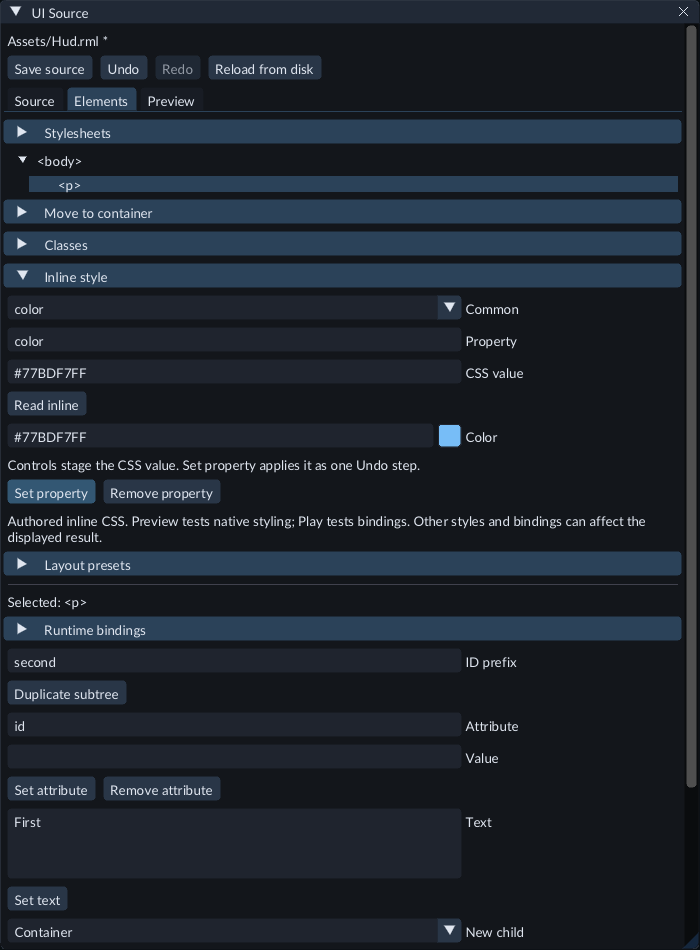 UI Source
Assets/Hud.rml *
Save source Undo Redo Reload from disk
Source Elements Preview
Stylesheets
<body>
<p>
Move to container
Classes
Inline style
color Common
color Property
#77BDF7FF CSS value
Read inline
#77BDF7FF Color
Controls stage the CSS value. Set property applies it as one Undo step.
Set property Remove property
Authored inline CSS. Preview tests native styling; Play tests bindings. Other styles and bindings can affect the
displayed result.
Layout presets
Selected: <p>
Runtime bindings
second ID prefix
Duplicate subtree
id Attribute
Value
Set attribute Remove attribute
First Text
Set text
Container New child